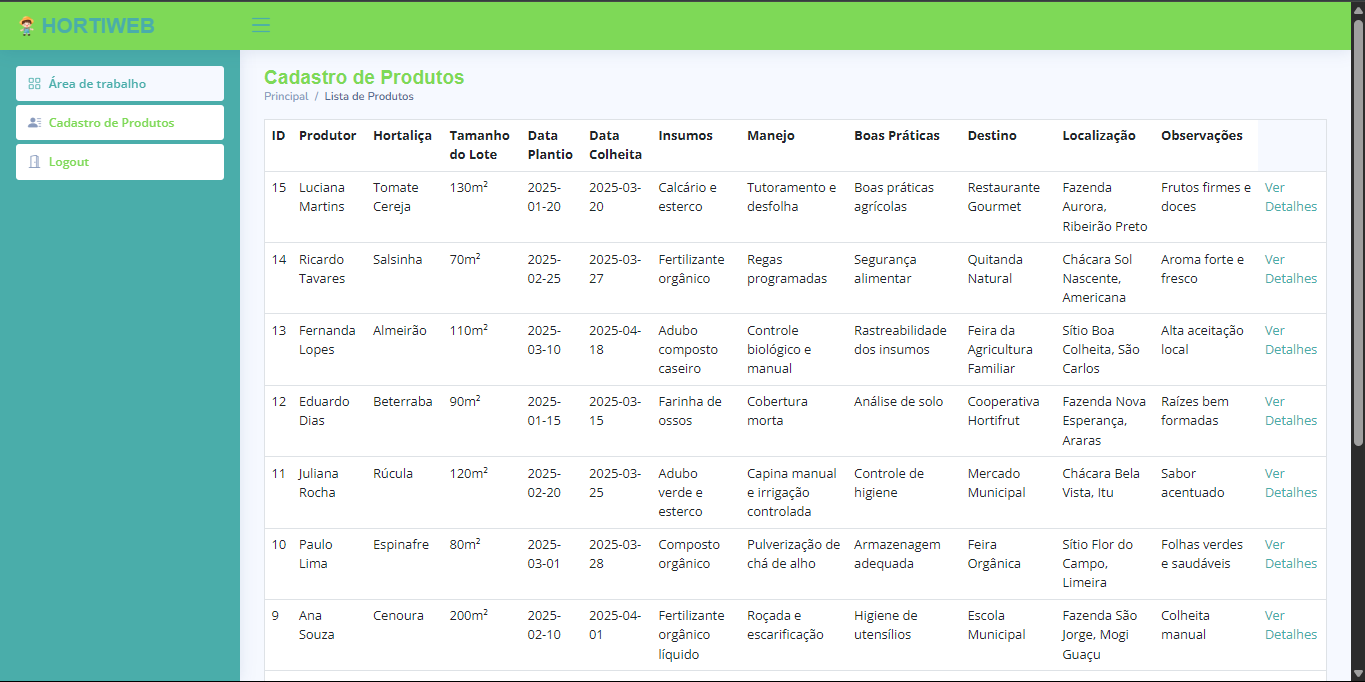 HORTIWEB
Área de trabalho
Cadastro de Produtos
Logout
Cadastro de Produtos
Principal / Lista de Produtos
ID Produtor Hortaliça Tamanho do Lote Data Plantio Data Colheita Insumos Manejo Boas Práticas Destino Localização Observações
15 Luciana Martins Tomate Cereja 130m² 2025-01-20 2025-03-20 Calcário e esterco Tutoramento e desfolha Boas práticas agrícolas Restaurante Gourmet Fazenda Aurora, Ribeirão Preto Frutos firmes e doces Ver Detalhes
14 Ricardo Tavares Salsinha 70m² 2025-02-25 2025-03-27 Fertilizante orgânico Regas programadas Segurança alimentar Quitanda Natural Chácara Sol Nascente, Americana Aroma forte e fresco Ver Detalhes
13 Fernanda Lopes Almeirão 110m² 2025-03-10 2025-04-18 Adubo composto caseiro Controle biológico e manual Rastreabilidade dos insumos Feira da Agricultura Familiar Sítio Boa Colheita, São Carlos Alta aceitação local Ver Detalhes
12 Eduardo Dias Beterraba 90m² 2025-01-15 2025-03-15 Farinha de ossos Cobertura morta Análise de solo Cooperativa Hortifrut Fazenda Nova Esperança, Araras Raízes bem formadas Ver Detalhes
11 Juliana Rocha Rúcula 120m² 2025-02-20 2025-03-25 Adubo verde e esterco Capina manual e irrigação controlada Controle de higiene Mercado Municipal Chácara Bela Vista, Itu Sabor acentuado Ver Detalhes
10 Paulo Lima Espinafre 80m² 2025-03-01 2025-03-28 Composto orgânico Pulverização de chá de alho Armazenagem adequada Feira Orgânica Sítio Flor do Campo, Limeira Folhas verdes e saudáveis Ver Detalhes
9 Ana Souza Cenoura 200m² 2025-02-10 2025-04-01 Fertilizante orgânico líquido Roçada e escarificação Higiene de utensílios Escola Municipal Fazenda São Jorge, Mogi Guaçu Colheita manual Ver Detalhes